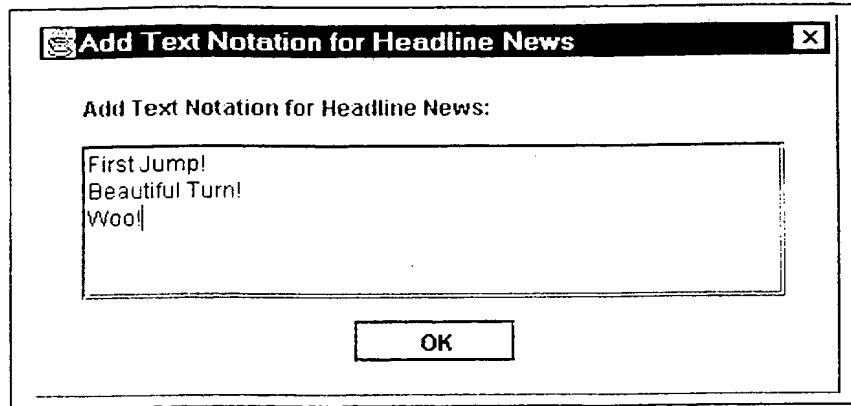 Add Text Notation for Headline News
Add Text Notation for Headline News:
First Jump!
Beautiful Turn!
Woo!
OK